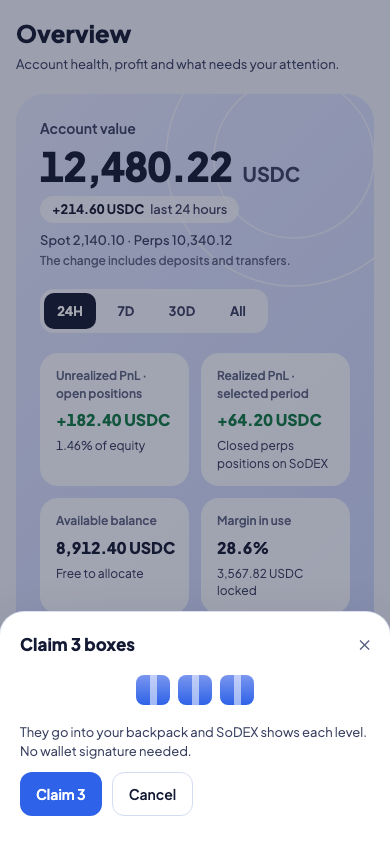 Overview
Account health, profit and what needs your attention.
Account value
12,480.22 USDC
+214.60 USDC last 24 hours
Spot 2,140.10 · Perps 10,340.12
The change includes deposits and transfers.
24H 7D 30D All
Unrealized PnL ·
open positions
+182.40 USDC
1.46% of equity
Realized PnL ·
selected period
+64.20 USDC
Closed perps
positions on SoDEX
Available balance
8,912.40 USDC
Free to allocate
Margin in use
28.6%
3,567.82 USDC
locked
Claim 3 boxes
They go into your backpack and SoDEX shows each level.
No wallet signature needed.
Claim 3 Cancel